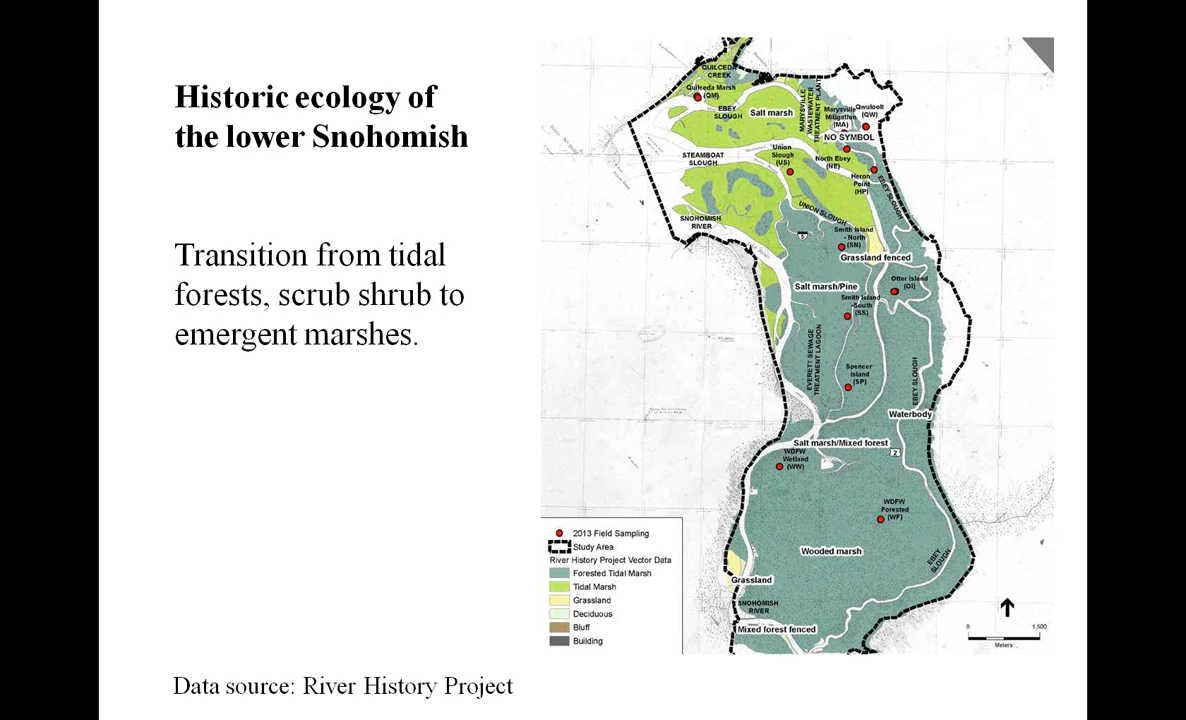 Historic ecology of
the lower Snohomish
Transition from tidal
forests, scrub shrub to
emergent marshes.
Data source: River History Project
QUILCEDA
CREEK
Quilceda Marsh
(QM)
EBEY
SLOUGH
Salt marsh
MARYSVILLE
WASTEWATER
TREATMENT PLANT
Marysville
Mitigation
(MA)
Qwuloolt
(QW)
NO SYMBOL
STEAMBOAT
SLOUGH
Union
Slough
(US)
North Ebey
(NE)
Heron
Point
(HP)
EBEY SLOUGH
SNOHOMISH
RIVER
UNION SLOUGH
5
Smith Island
- North
(SN)
Grassland fenced
Otter Island
(OI)
Salt marsh/Pine
Smith Island
-South
(SS)
EVERETT SEWAGE
TREATMENT LAGOON
Spencer
island
(SP)
EBEY SLOUGH
Waterbody
Salt marsh/Mixed forest
2
WDFW
Wetland
(WW)
WDFW
Forested
(WF)
Wooded marsh
EBEY
SLOUGH
Grassland
SNOHOMISH
RIVER
Mixed forest fenced
2013 Field Sampling
Study Area
River History Project Vector Data
Forested Tidal Marsh
Tidal Marsh
Grassland
Deciduous
Bluff
Building
0 1,500
Meters